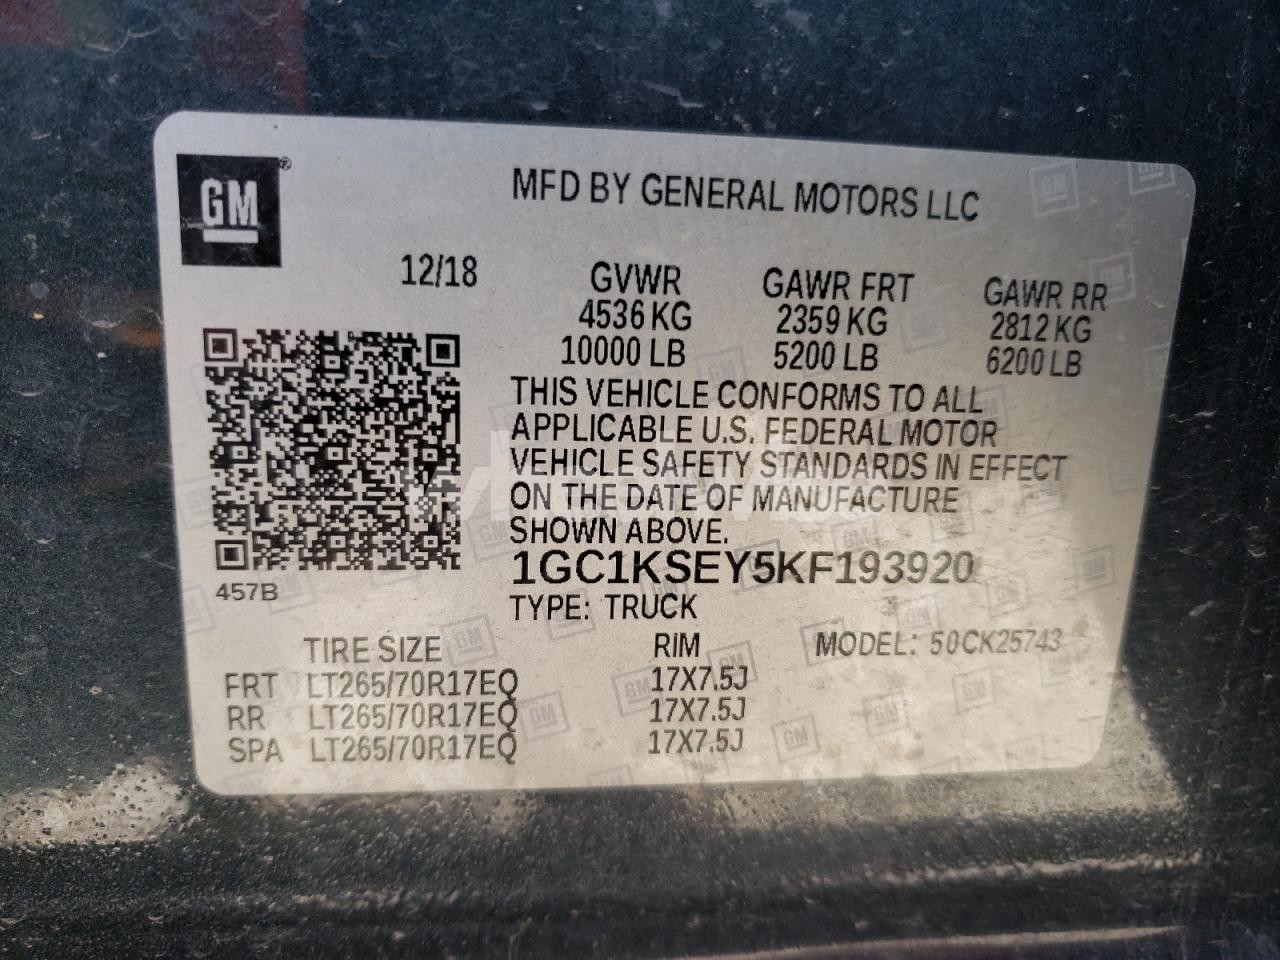 GM®
MFD BY GENERAL MOTORS LLC
12/18 GVWR GAWR FRT GAWR RR
4536 KG 2359 KG 2812 KG
10000 LB 5200 LB 6200 LB
THIS VEHICLE CONFORMS TO ALL
APPLICABLE U.S. FEDERAL MOTOR
VEHICLE SAFETY STANDARDS IN EFFECT
ON THE DATE OF MANUFACTURE
SHOWN ABOVE.
1GC1KSEY5KF193920
457B
TYPE: TRUCK
TIRE SIZE RIM MODEL: 50CK25743
FRT LT265/70R17EQ 17X7.5J
RR LT265/70R17EQ 17X7.5J
SPA LT265/70R17EQ 17X7.5J